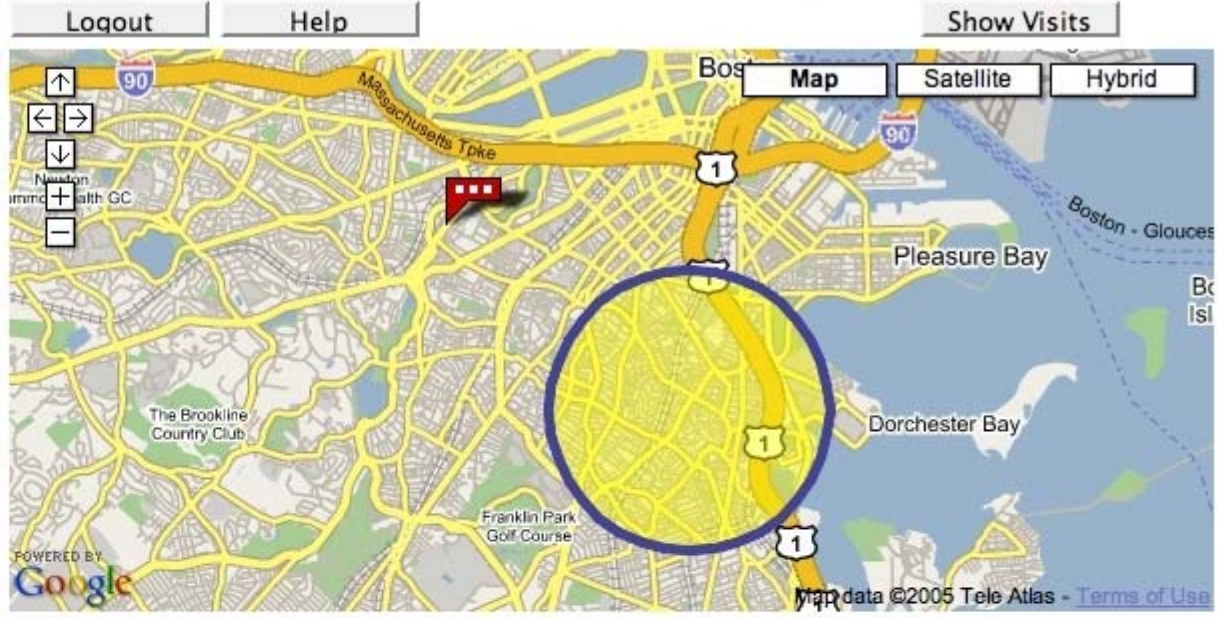 Logout
Help
Show Visits
Map
Satellite
Hybrid
90
Massachusetts Tpke
90
1
Boston - Glouces
Pleasure Bay
1
The Brookline
Country Club
Dorchester Bay
1
Franklin Park
Golf Course
1
POWERED BY
Google
Map data ©2005 Tele Atlas - Terms of Use